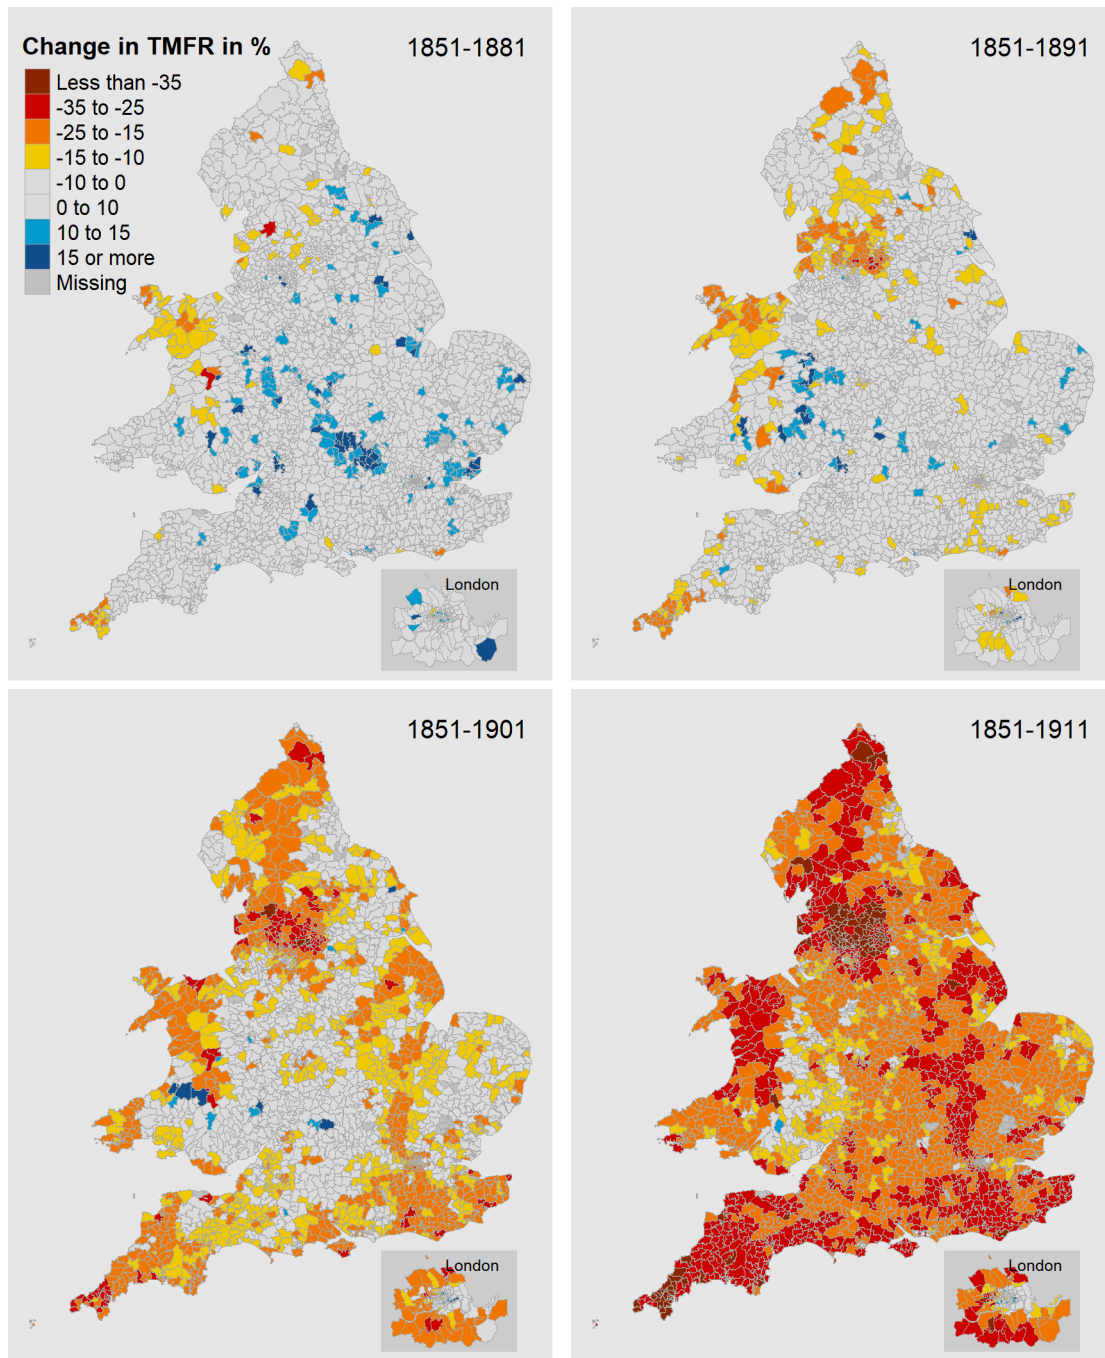 Change in TMFR in %
1851-1881
Less than -35
-35 to -25
-25 to -15
-15 to -10
-10 to 0
0 to 10
10 to 15
15 or more
Missing
London
1851-1891
London
1851-1901
London
1851-1911
London